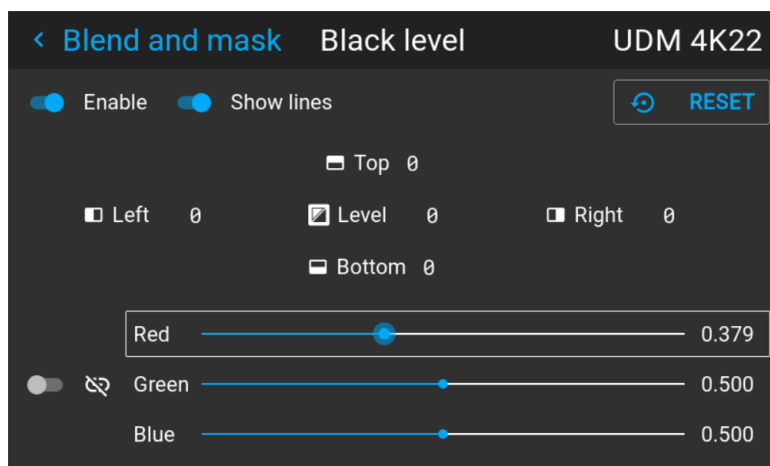 Blend and mask Black level UDM 4K22
Enable Show lines RESET
Top 0
Left 0 Level 0 Right 0
Bottom 0
Red 0.379
Green 0.500
Blue 0.500